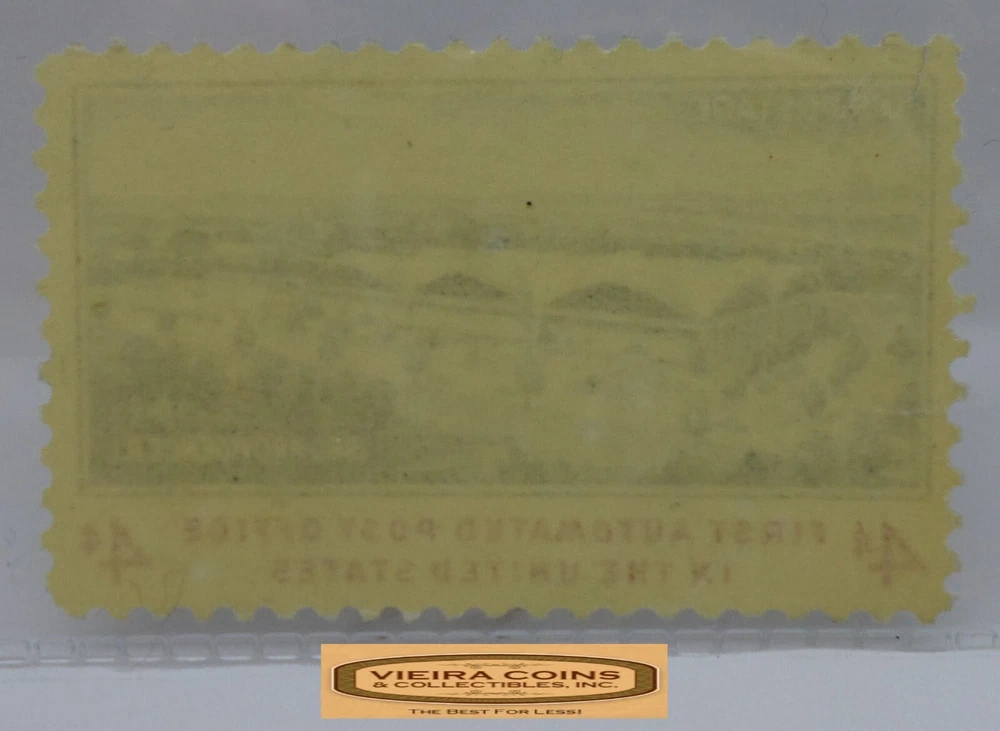 4¢ FIRST AUTOMATED POST OFFICE 4¢
IN THE UNITED STATES
VIEIRA COINS
& COLLECTIBLES, INC.
THE BEST FOR LESS!